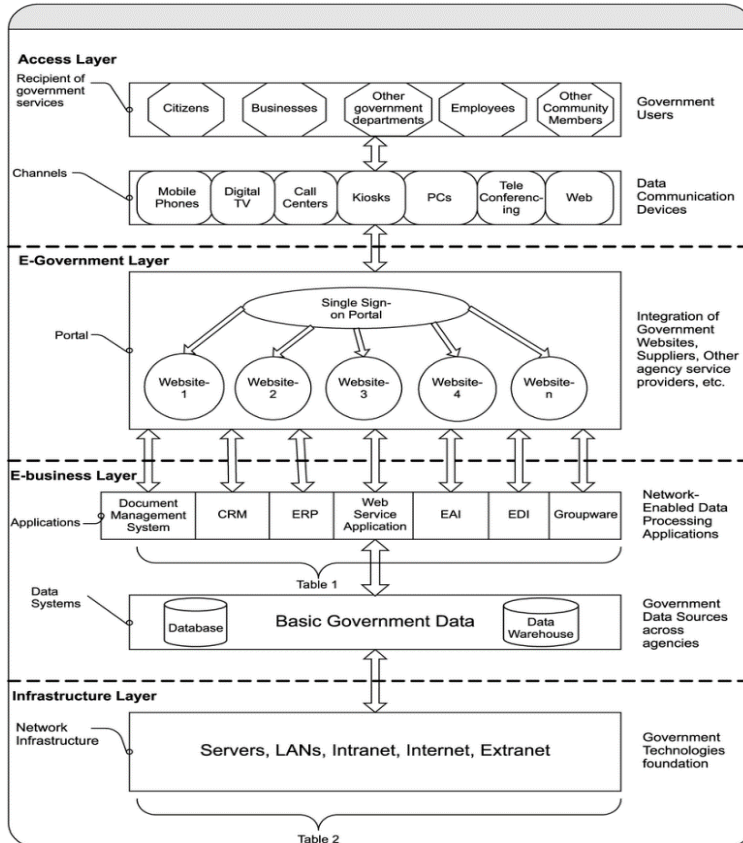 Access Layer
Recipient of
government
services
Citizens
Businesses
Other
government
departments
Employees
Other
Community
Members
Government
Users
Channels
Mobile
Phones
Digital
TV
Call
Centers
Kiosks
PCs
Tele
Conferenc-
ing
Web
Data
Communication
Devices
E-Government Layer
Portal
Single Sign-
on Portal
Website-
1
Website-
2
Website-
3
Website-
4
Website-
n
Integration of
Government
Websites,
Suppliers, Other
agency service
providers, etc.
E-business Layer
Applications
Document
Management
System
CRM
ERP
Web
Service
Application
EAI
EDI
Groupware
Network-
Enabled Data
Processing
Applications
Table 1
Data
Systems
Database
Basic Government Data
Data
Warehouse
Government
Data Sources
across
agencies
Infrastructure Layer
Network
Infrastructure
Servers, LANs, Intranet, Internet, Extranet
Government
Technologies
foundation
Table 2